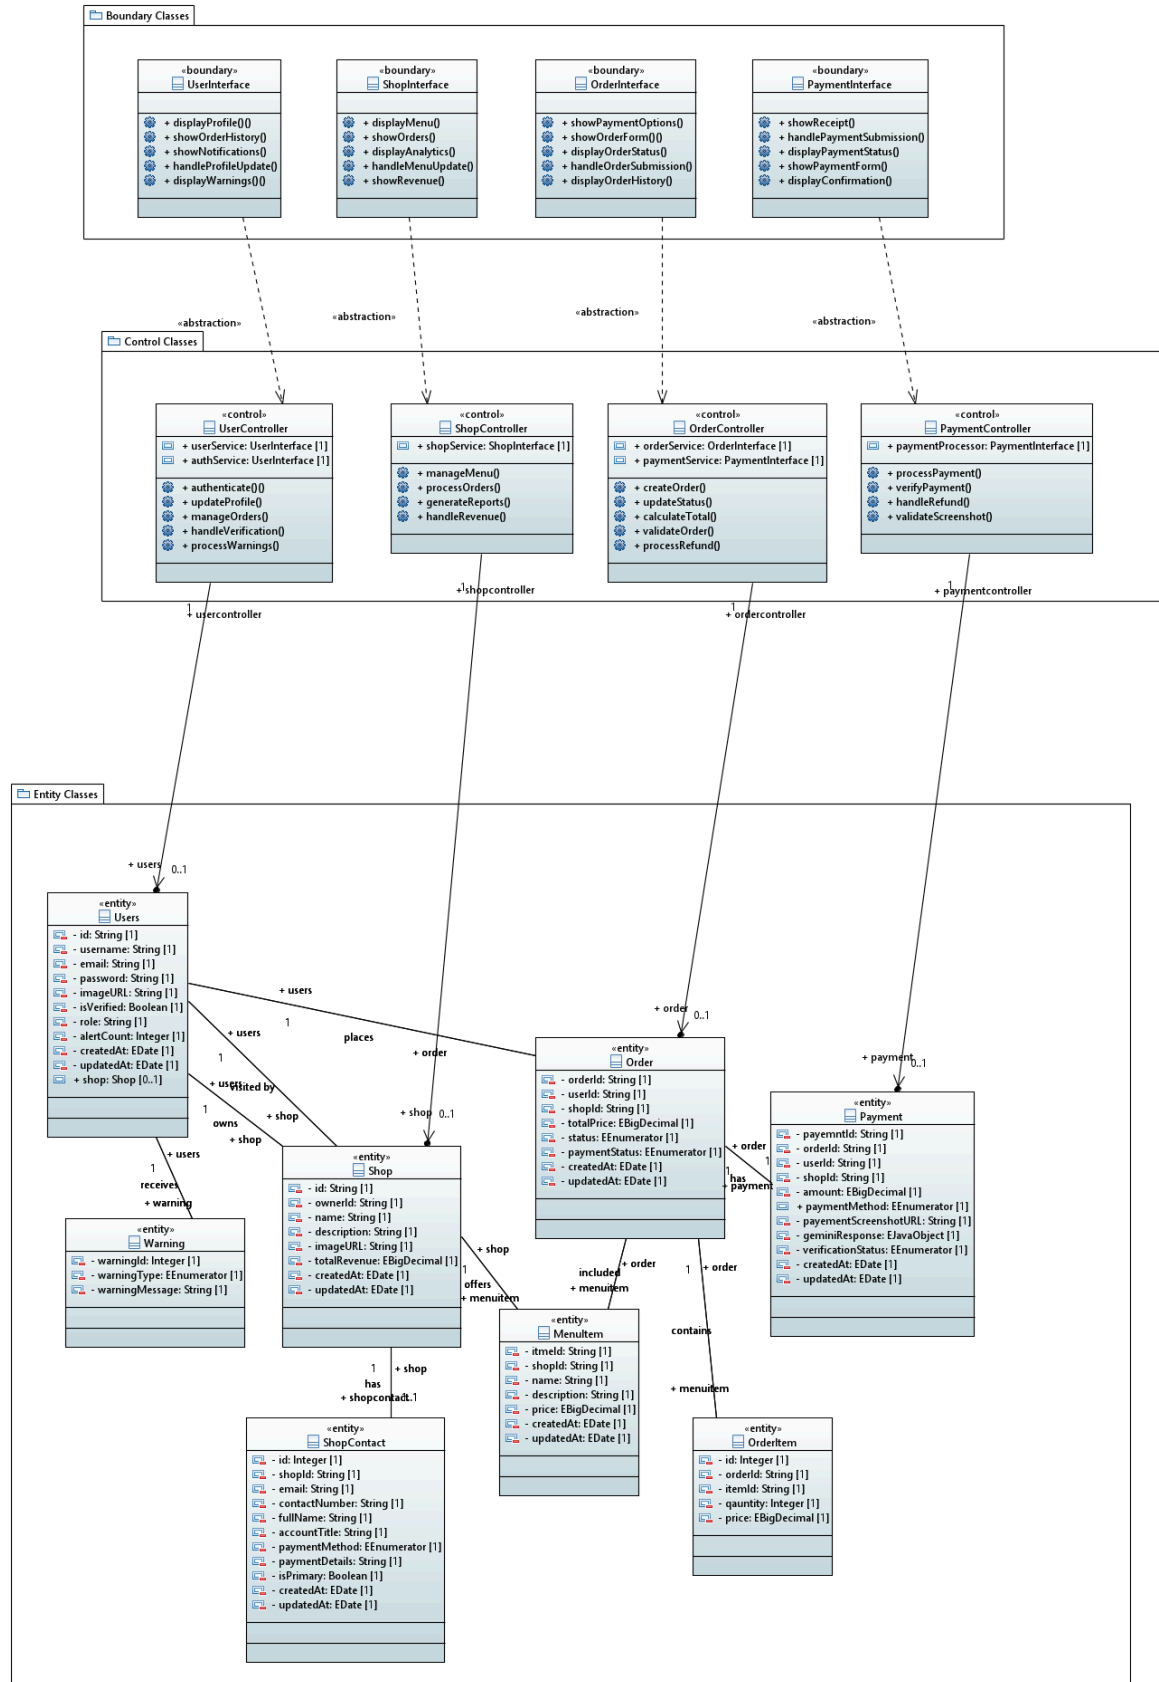 Boundary Classes
«boundary»
UserInterface
+ displayProfile()()
+ showOrderHistory()
+ showNotifications()
+ handleProfileUpdate()
+ displayWarnings()()
«boundary»
ShopInterface
+ displayMenu()
+ showOrders()
+ displayAnalytics()
+ handleMenuUpdate()
+ showRevenue()
«boundary»
OrderInterface
+ showPaymentOptions()
+ showOrderForm()()
+ displayOrderStatus()
+ handleOrderSubmission()
+ displayOrderHistory()
«boundary»
PaymentInterface
+ showReceipt()
+ handlePaymentSubmission()
+ displayPaymentStatus()
+ showPaymentForm()
+ displayConfirmation()
«abstraction»
«abstraction»
«abstraction»
«abstraction»
Control Classes
«control»
UserController
+ userService: UserInterface [1]
+ authService: UserInterface [1]
+ authenticate()()
+ updateProfile()
+ manageOrders()
+ handleVerification()
+ processWarnings()
«control»
ShopController
+ shopService: ShopInterface [1]
+ manageMenu()
+ processOrders()
+ generateReports()
+ handleRevenue()
«control»
OrderController
+ orderService: OrderInterface [1]
+ paymentService: PaymentInterface [1]
+ createOrder()
+ updateStatus()
+ calculateTotal()
+ validateOrder()
+ processRefund()
«control»
PaymentController
+ paymentProcessor: PaymentInterface [1]
+ processPayment()
+ verifyPayment()
+ handleRefund()
+ validateScreenshot()
1
+ usercontroller
1
+ shopcontroller
1
+ ordercontroller
1
+ paymentcontroller
Entity Classes
+ users
0..1
«entity»
Users
- id: String [1]
- username: String [1]
- email: String [1]
- password: String [1]
- imageURL: String [1]
- isVerified: Boolean [1]
- role: String [1]
- alertCount: Integer [1]
- createdAt: EDate [1]
- updatedAt: EDate [1]
+ shop: Shop [0..1]
+ users
1
places
+ order
+ users
1
visited by
+ shop
+ users
1
owns
+ shop
+ users
1
receives
+ warning
+ shop
0..1
+ order
0..1
+ payment
0..1
«entity»
Order
- orderId: String [1]
- userId: String [1]
- shopId: String [1]
- totalPrice: EBigDecimal [1]
- status: EEnumerator [1]
- paymentStatus: EEnumerator [1]
- createdAt: EDate [1]
- updatedAt: EDate [1]
+ order
1
has
1
+ payment
«entity»
Payment
- payemntId: String [1]
- orderId: String [1]
- userId: String [1]
- shopId: String [1]
- amount: EBigDecimal [1]
+ paymentMethod: EEnumerator [1]
- payementScreenshotURL: String [1]
- geminiResponse: EJavaObject [1]
- verificationStatus: EEnumerator [1]
- createdAt: EDate [1]
- updatedAt: EDate [1]
«entity»
Shop
- id: String [1]
- ownerId: String [1]
- name: String [1]
- description: String [1]
- imageURL: String [1]
- totalRevenue: EBigDecimal [1]
- createdAt: EDate [1]
- updatedAt: EDate [1]
«entity»
Warning
- warningId: Integer [1]
- warningType: EEnumerator [1]
- warningMessage: String [1]
+ shop
1
offers
+ menuitem
+ order
included
+ menuitem
1
+ order
contains
+ menuitem
1
+ shop
has
+ shopcontact
1..1
«entity»
MenuItem
- itmeId: String [1]
- shopId: String [1]
- name: String [1]
- description: String [1]
- price: EBigDecimal [1]
- createdAt: EDate [1]
- updatedAt: EDate [1]
«entity»
ShopContact
- id: Integer [1]
- shopId: String [1]
- email: String [1]
- contactNumber: String [1]
- fullName: String [1]
- accountTitle: String [1]
- paymentMethod: EEnumerator [1]
- paymentDetails: String [1]
- isPrimary: Boolean [1]
- createdAt: EDate [1]
- updatedAt: EDate [1]
«entity»
OrderItem
- id: Integer [1]
- orderId: String [1]
- itemId: String [1]
- qauntity: Integer [1]
- price: EBigDecimal [1]